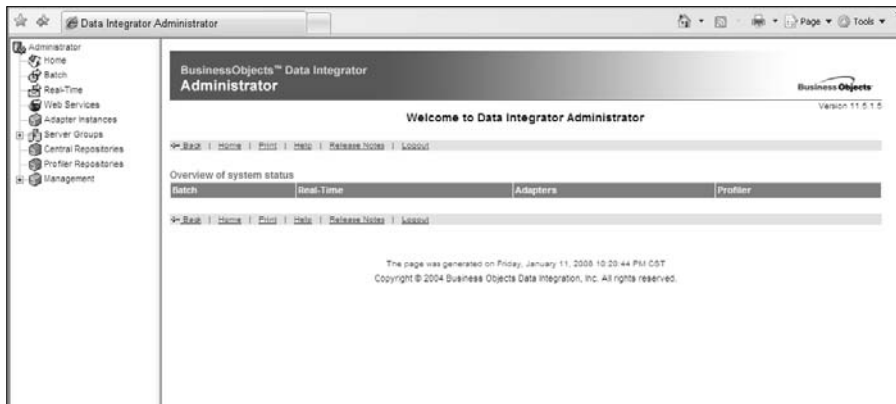 Data Integrator Administrator
Page
Tools
Administrator
Home
Batch
Real-Time
Web Services
Adapter Instances
Server Groups
Central Repositories
Profiler Repositories
Management
BusinessObjects™ Data Integrator
Administrator
Business Objects
Version 11.5.1.5
Welcome to Data Integrator Administrator
Back | Home | Print | Help | Release Notes | Logout
Overview of system status
Batch Real-Time Adapters Profiler
Back | Home | Print | Help | Release Notes | Logout
The page was generated on Friday, January 11, 2008 10:20:44 PM CST
Copyright © 2004 Business Objects Data Integration, Inc. All rights reserved.